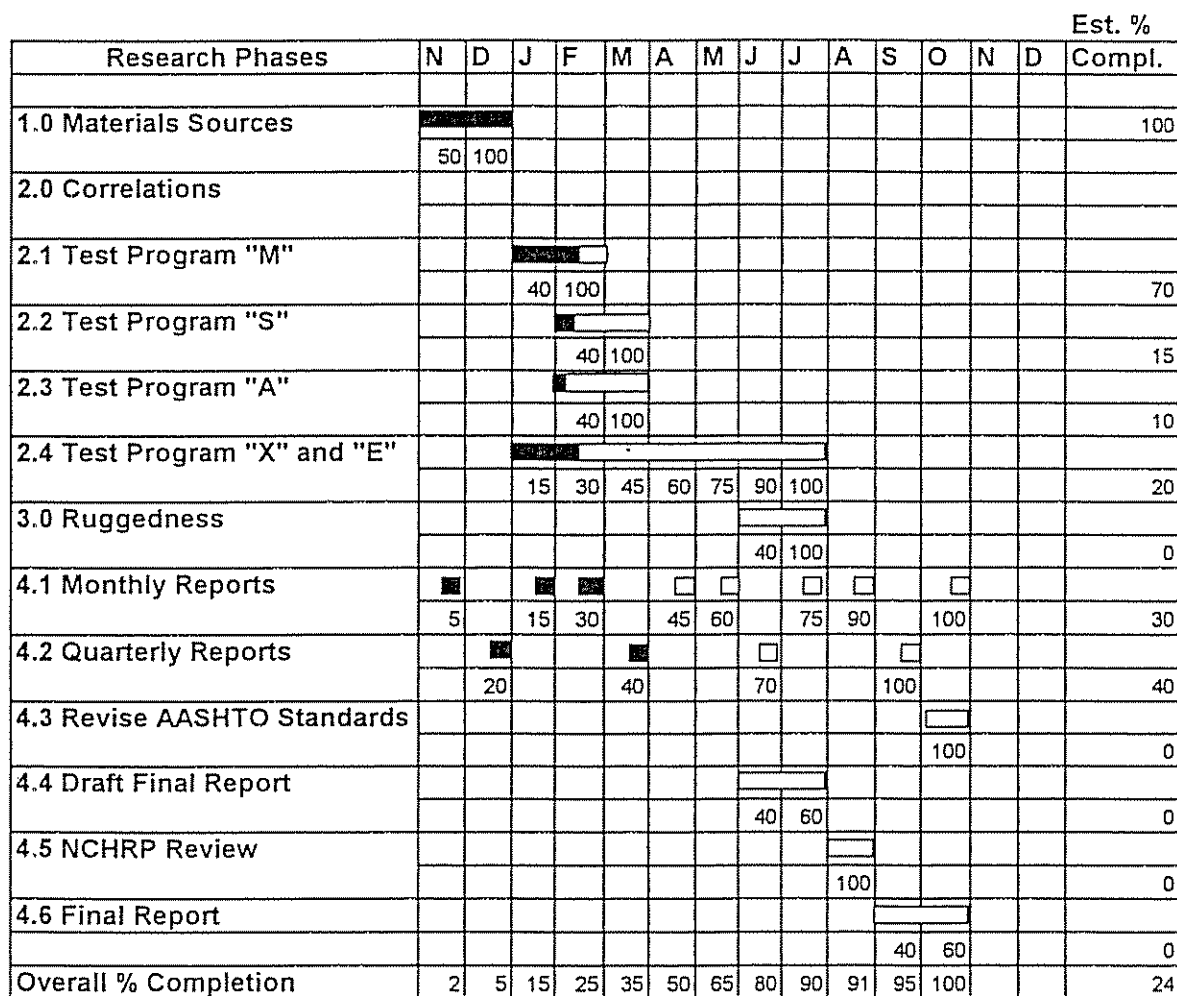 Est. %
Research Phases N D J F M A M J J A S O N D Compl.
1.0 Materials Sources 100
50 100
2.0 Correlations
2.1 Test Program "M"
40 100 70
2.2 Test Program "S"
40 100 15
2.3 Test Program "A"
40 100 10
2.4 Test Program "X" and "E"
15 30 45 60 75 90 100 20
3.0 Ruggedness
40 100 0
4.1 Monthly Reports
5 15 30 45 60 75 90 100 30
4.2 Quarterly Reports
20 40 70 100 40
4.3 Revise AASHTO Standards
100 0
4.4 Draft Final Report
40 60 0
4.5 NCHRP Review
100 0
4.6 Final Report
40 60 0
Overall % Completion 2 5 15 25 35 50 65 80 90 91 95 100 24